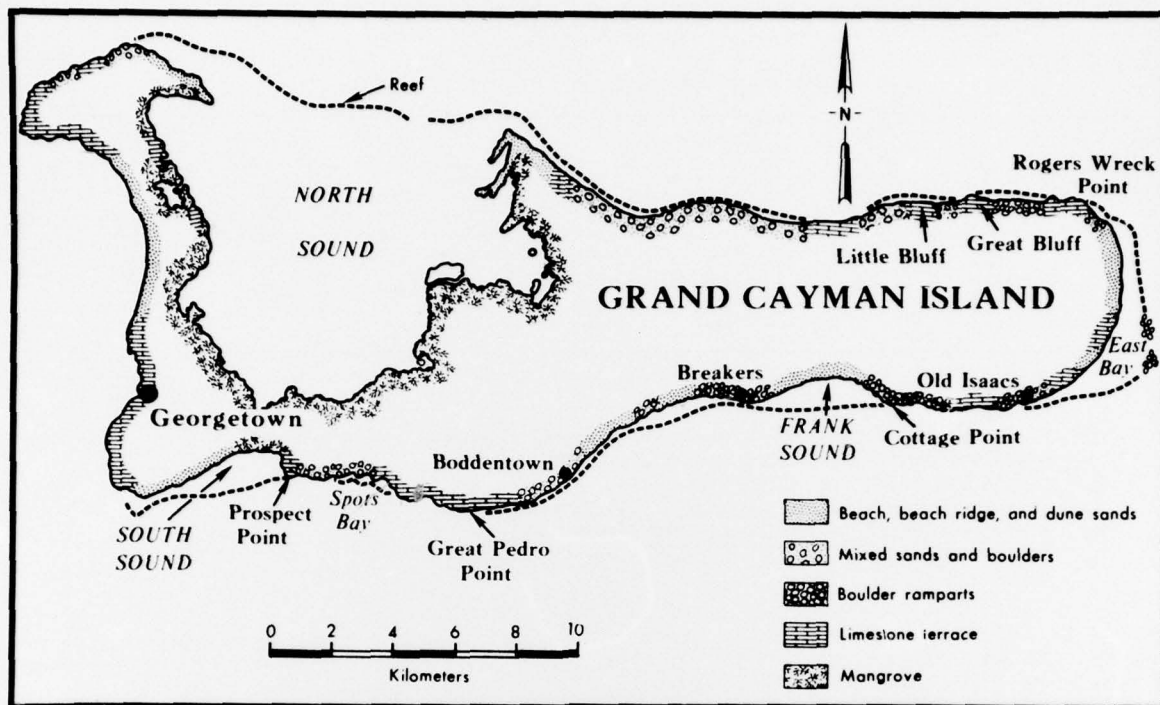 Reef
-N-
Rogers Wreck
Point
NORTH
SOUND
Little Bluff
Great Bluff
GRAND CAYMAN ISLAND
East
Bay
Breakers
Old Isaacs
Georgetown
FRANK
SOUND
Cottage Point
Boddentown
Spots
Bay
Prospect
Point
SOUTH
SOUND
Great Pedro
Point
0 2 4 6 8 10
Kilometers
Beach, beach ridge, and dune sands
Mixed sands and boulders
Boulder ramparts
Limestone terrace
Mangrove